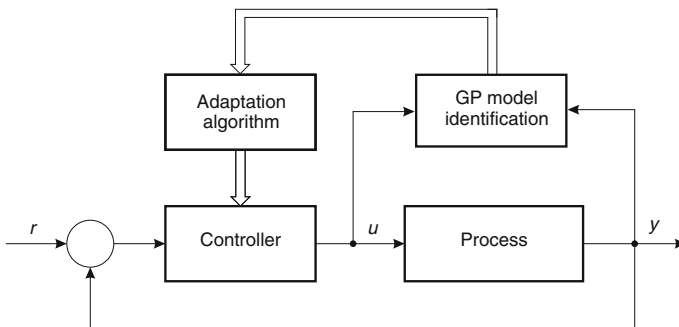 Adaptation
algorithm
GP model
identification
r
Controller
u
Process
y